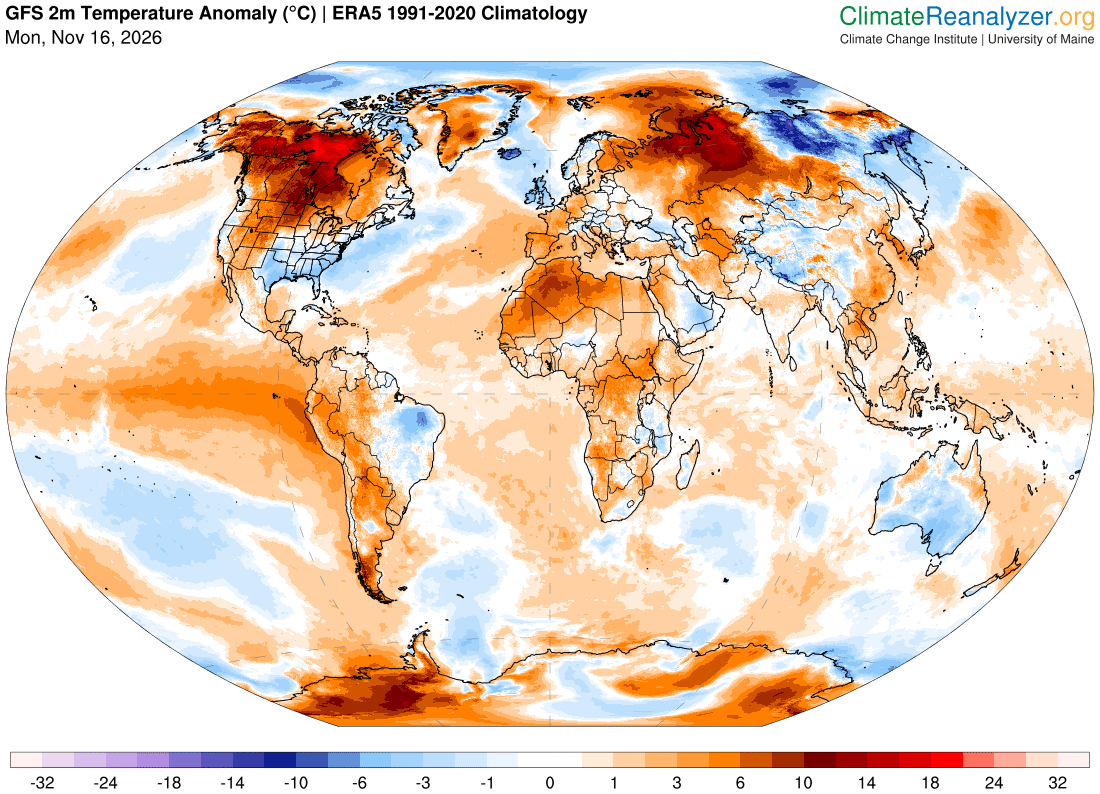 GFS 2m Temperature Anomaly (°C) | ERA5 1991-2020 Climatology
Mon, Nov 16, 2026
ClimateReanalyzer.org
Climate Change Institute | University of Maine
-32 -24 -18 -14 -10 -6 -3 -1 0 1 3 6 10 14 18 24 32